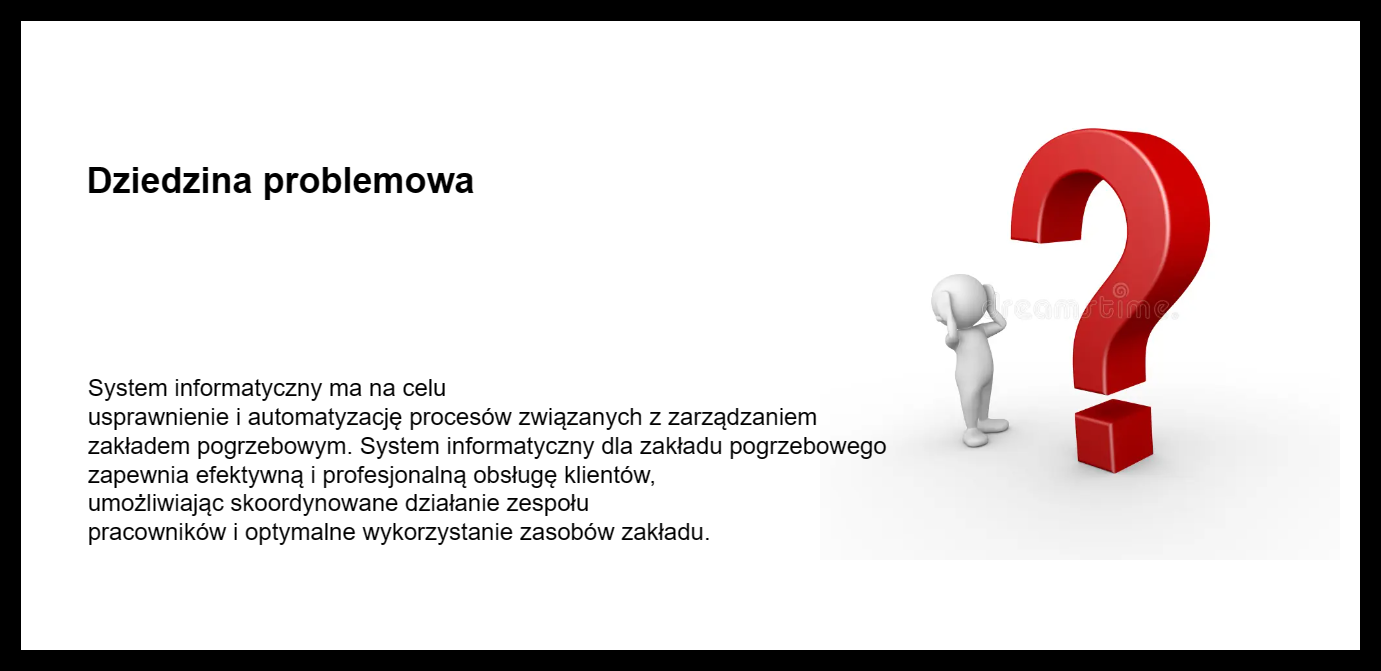 Dziedzina problemowa
dreamstime.
System informatyczny ma na celu
usprawnienie i automatyzację procesów związanych z zarządzaniem
zakładem pogrzebowym. System informatyczny dla zakładu pogrzebowego
zapewnia efektywną i profesjonalną obsługę klientów,
umożliwiając skoordynowane działanie zespołu
pracowników i optymalne wykorzystanie zasobów zakładu.